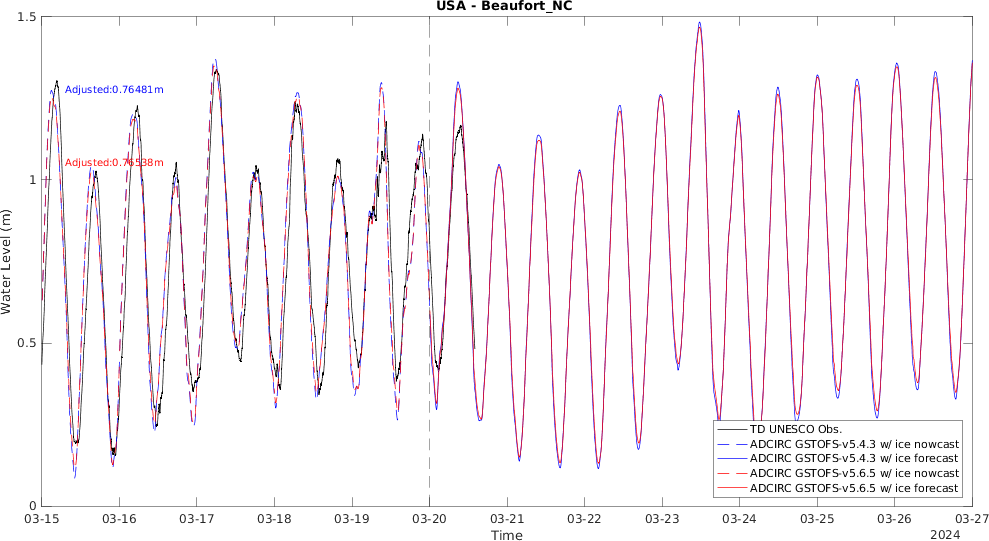 USA - Beaufort_NC
1.5
Adjusted:0.76481m
Adjusted:0.76538m
1
Water Level (m)
0.5
TD UNESCO Obs.
ADCIRC GSTOFS-v5.4.3 w/ ice nowcast
ADCIRC GSTOFS-v5.4.3 w/ ice forecast
ADCIRC GSTOFS-v5.6.5 w/ ice nowcast
ADCIRC GSTOFS-v5.6.5 w/ ice forecast
0
03-15 03-16 03-17 03-18 03-19 03-20 03-21 03-22 03-23 03-24 03-25 03-26 03-27
Time
2024